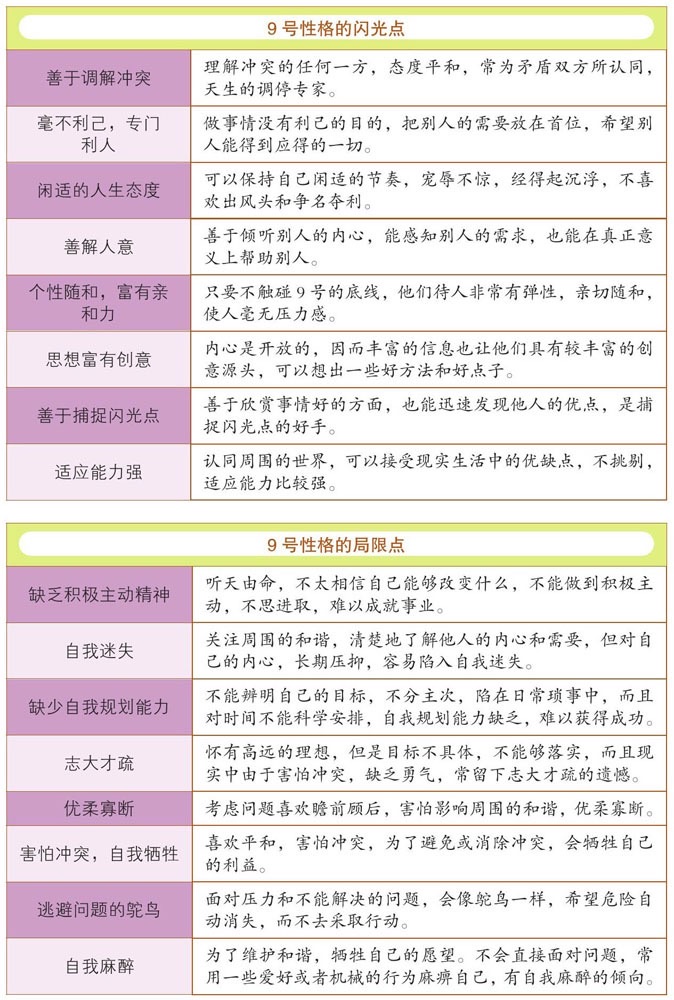 9号性格的闪光点
善于调解冲突
理解冲突的任何一方，态度平和，常为矛盾双方所认同，
天生的调停专家。
毫不利己，专门
利人
做事情没有利己的目的，把别人的需要放在首位，希望别
人能得到应得的一切。
闲适的人生态度
可以保持自己闲适的节奏，宠辱不惊，经得起沉浮，不喜
欢出风头和争名夺利。
善解人意
善于倾听别人的内心，能感知别人的需求，也能在真正意
义上帮助别人。
个性随和，富有亲
和力
只要不触碰9号的底线，他们待人非常有弹性，亲切随和，
使人毫无压力感。
思想富有创意
内心是开放的，因而丰富的信息也让他们具有较丰富的创
意源头，可以想出一些好方法和好点子。
善于捕捉闪光点
善于欣赏事情好的方面，也能迅速发现他人的优点，是捕
捉闪光点的好手。
适应能力强
认同周围的世界，可以接受现实生活中的优缺点，不挑剔，
适应能力比较强。
9号性格的局限点
缺乏积极主动精神
听天由命，不太相信自己能够改变什么，不能做到积极主
动，不思进取，难以成就事业。
自我迷失
关注周围的和谐，清楚地了解他人的内心和需要，但对自
己的内心，长期压抑，容易陷入自我迷失。
缺少自我规划能力
不能辨明自己的目标，不分主次，陷在日常琐事中，而且
对时间不能科学安排，自我规划能力缺乏，难以获得成功。
志大才疏
怀有高远的理想，但是目标不具体，不能够落实，而且现
实中由于害怕冲突，缺乏勇气，常留下志大才疏的遗憾。
优柔寡断
考虑问题喜欢瞻前顾后，害怕影响周围的和谐，优柔寡断。
害怕冲突，自我牺牲
喜欢平和，害怕冲突，为了避免或消除冲突，会牺牲自己
的利益。
逃避问题的鸵鸟
面对压力和不能解决的问题，会像鸵鸟一样，希望危险自
动消失，而不去采取行动。
自我麻醉
为了维护和谐，牺牲自己的愿望。不会直接面对问题，常
用一些爱好或者机械的行为麻痹自己，有自我麻醉的倾向。